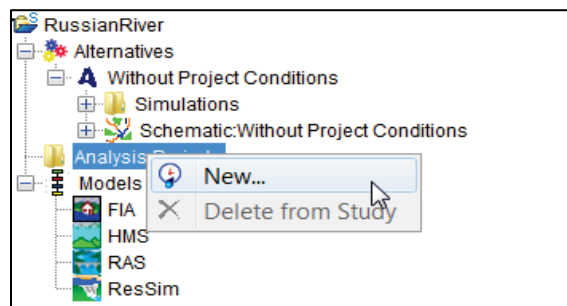 RussianRiver
Alternatives
Without Project Conditions
Simulations
Schematic:Without Project Conditions
Analysis
New...
Models
Delete from Study
FIA
HMS
RAS
ResSim